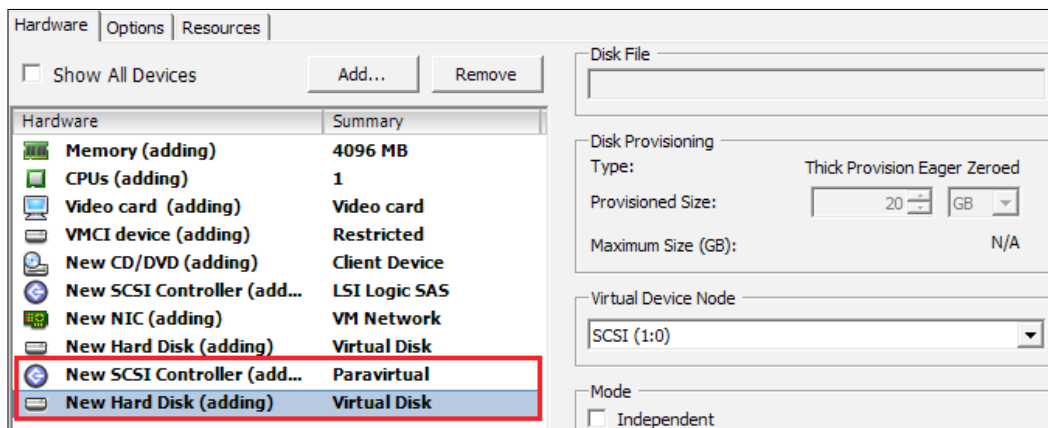 Hardware Options Resources
Show All Devices Add... Remove
Hardware Summary
Memory (adding) 4096 MB
CPUs (adding) 1
Video card (adding) Video card
VMCI device (adding) Restricted
New CD/DVD (adding) Client Device
New SCSI Controller (add... LSI Logic SAS
New NIC (adding) VM Network
New Hard Disk (adding) Virtual Disk
New SCSI Controller (add... Paravirtual
New Hard Disk (adding) Virtual Disk
Disk File
Disk Provisioning
Type: Thick Provision Eager Zeroed
Provisioned Size: 20 GB
Maximum Size (GB): N/A
Virtual Device Node
SCSI (1:0)
Mode
Independent